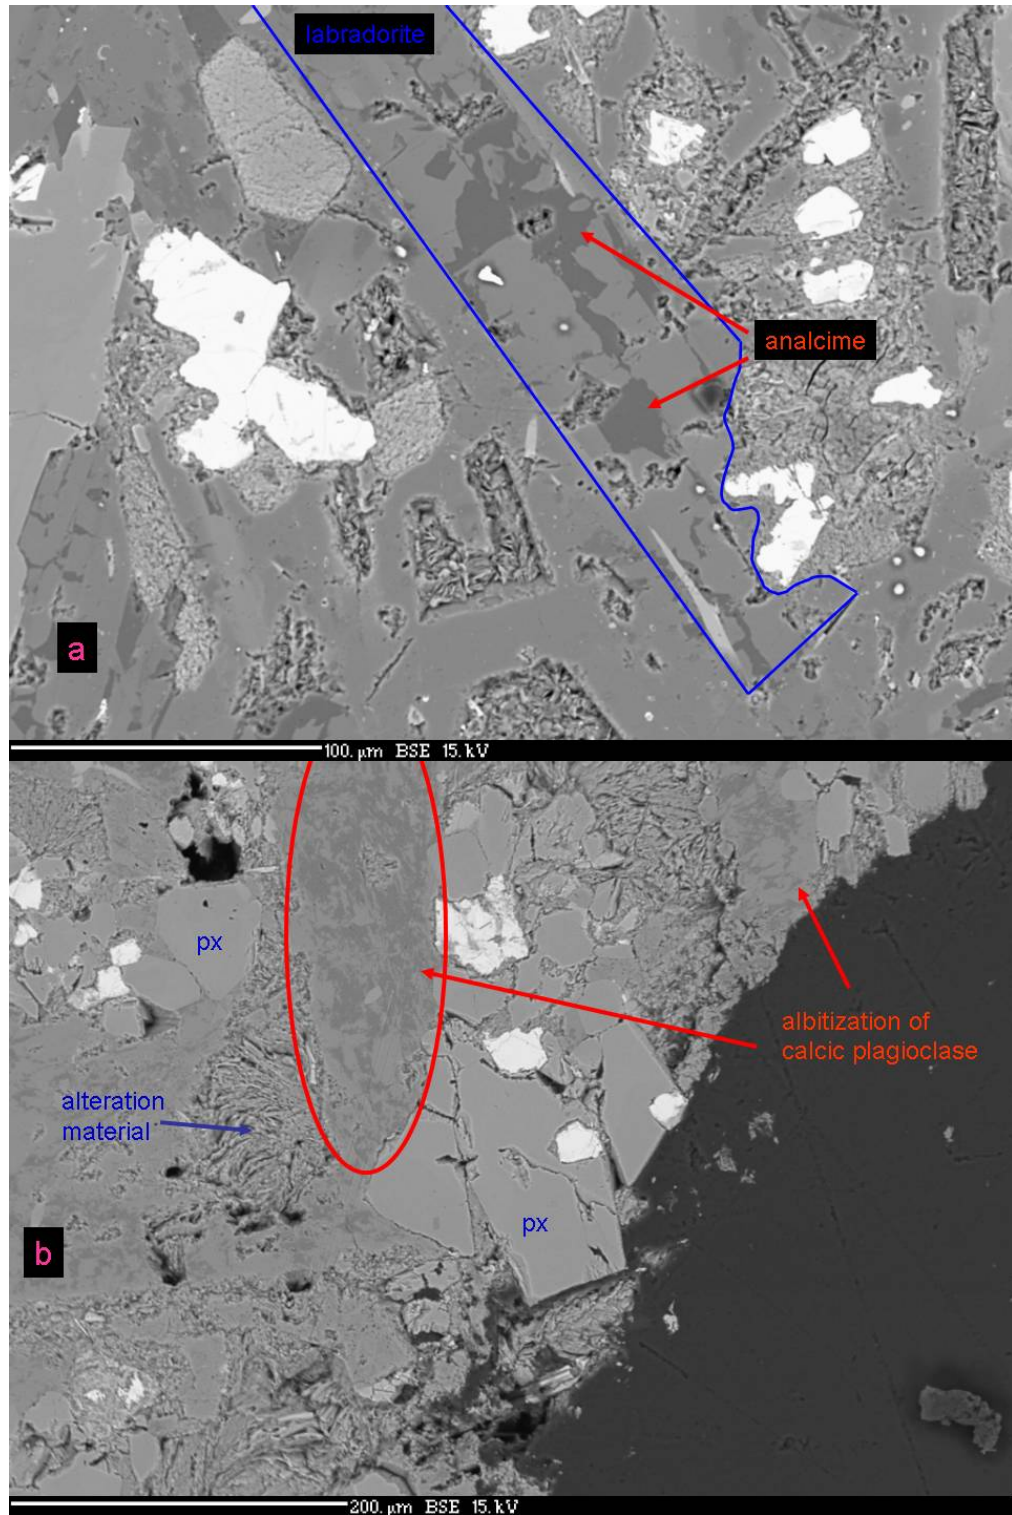 labradorite
analcime
a
100. μm BSE 15. kV
px
albitization of
calcic plagioclase
alteration
material
px
b
200. μm BSE 15. kV